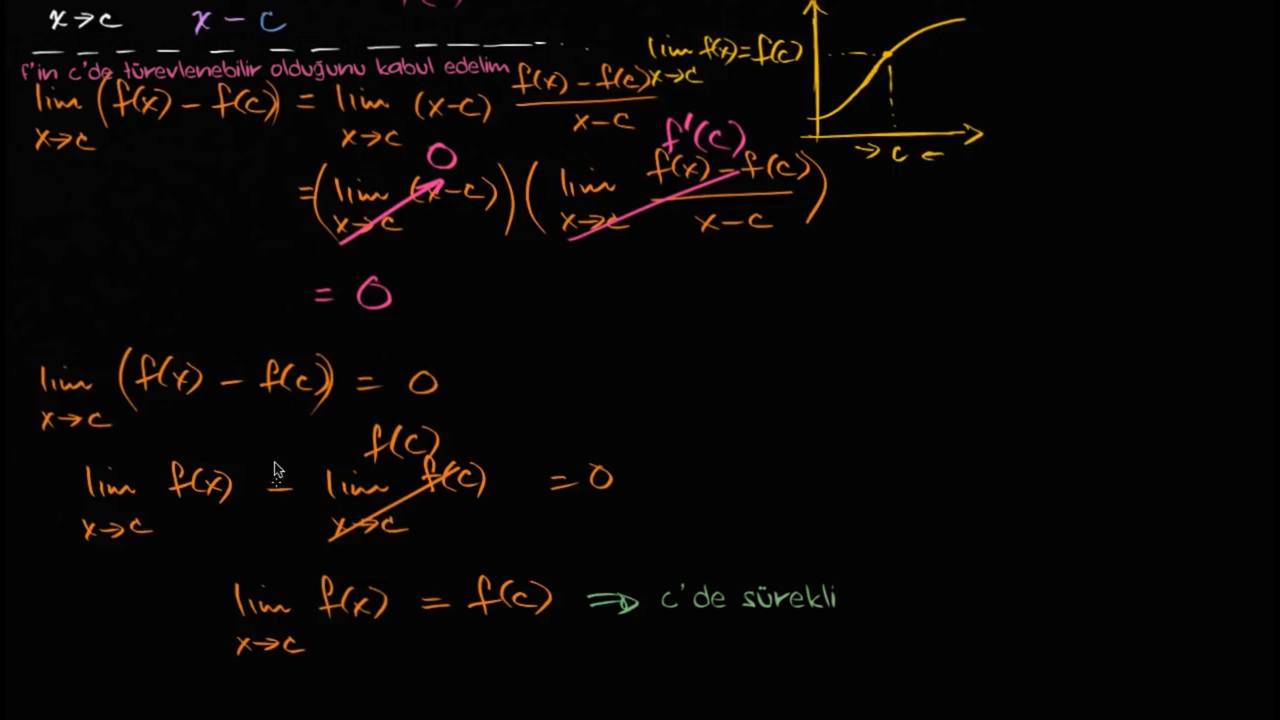 x→c x - c
lim f(x)=f(c)
x→c
f'in c'de türevlenebilir olduğunu kabul edelim
lim (f(x) - f(c)) = lim (x-c) f(x) - f(c)
x→c x→c x-c
0 f'(c)
→ c ←
=(lim (x-c)) (lim f(x) - f(c))
x→c x→c x-c
= 0
lim (f(x) - f(c)) = 0
x→c
f(c)
lim f(x) - lim f(c) = 0
x→c x→c
lim f(x) = f(c) ⇒ c'de sürekli
x→c